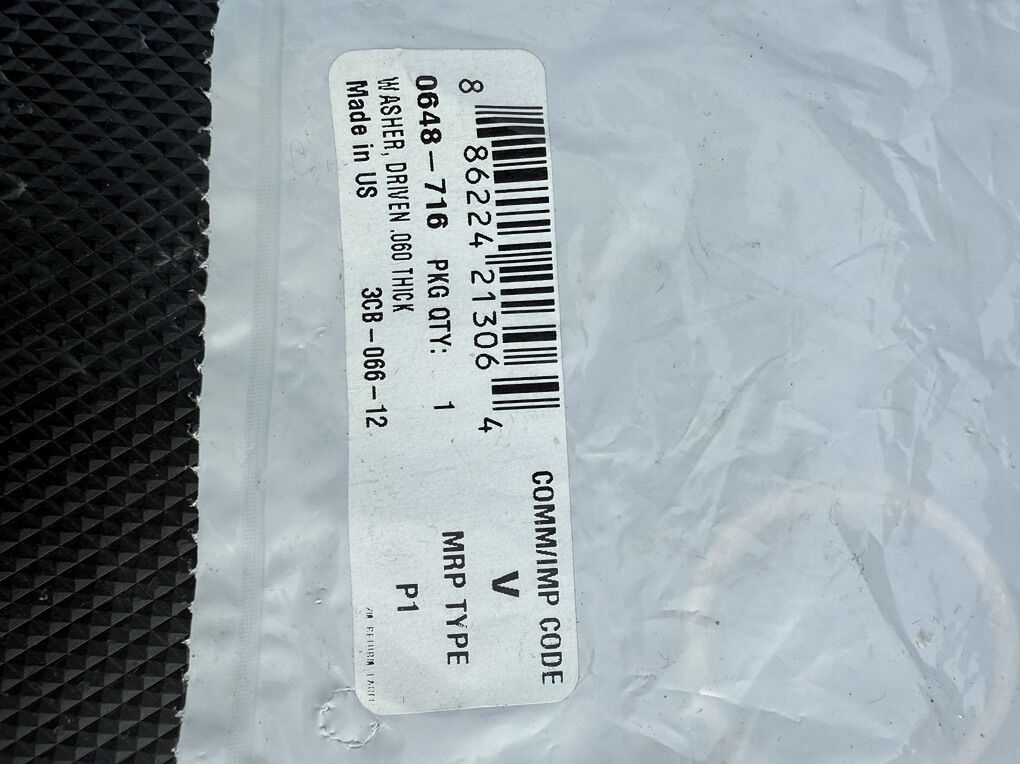 COMM/IMP CODE
V
8 86224 21306 4
0648-716 PKG QTY: 1 MRP TYPE
WASHER, DRIVEN .060 THICK P1
Made in US 3CB-066-12